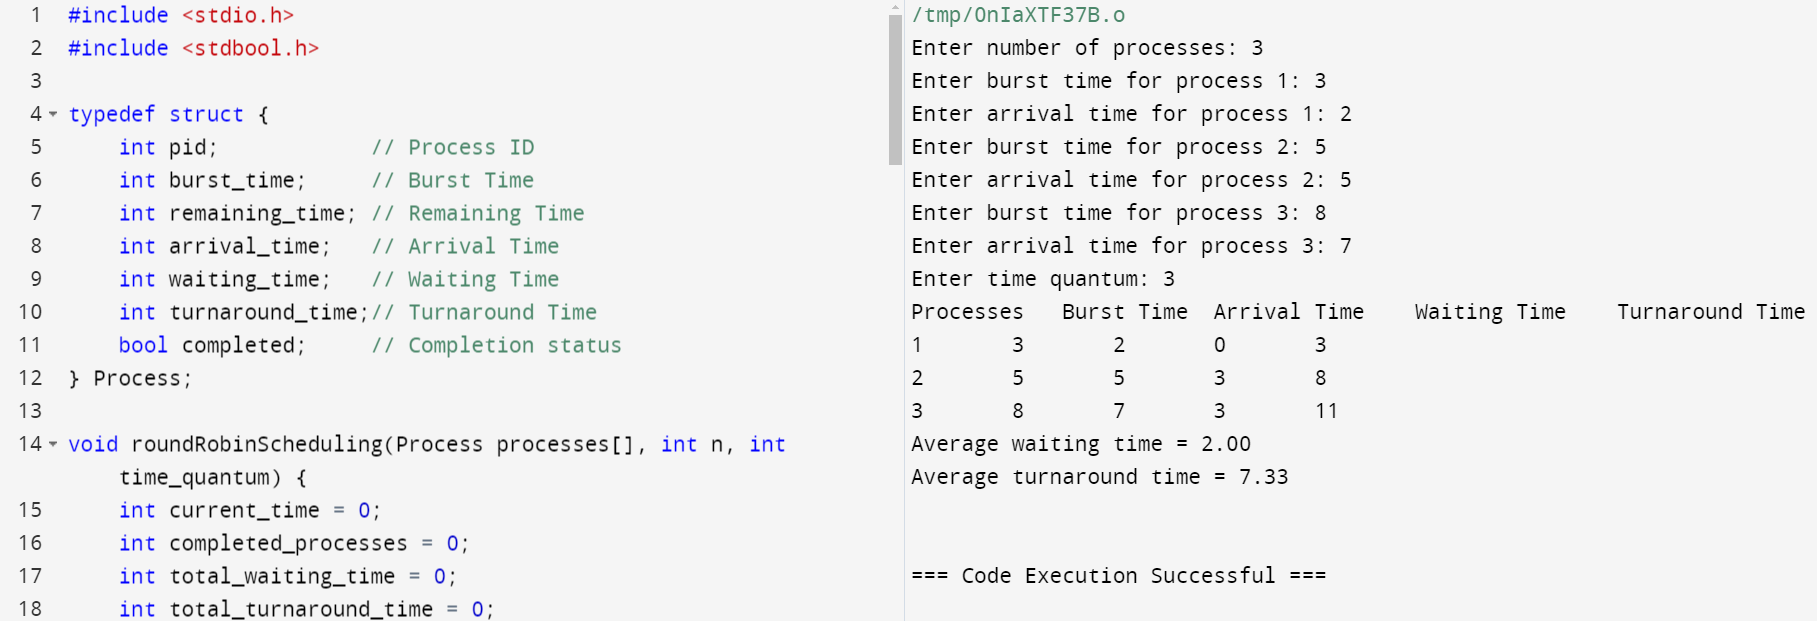 1 #include <stdio.h>
2 #include <stdbool.h>
3
4 typedef struct {
5     int pid;            // Process ID
6     int burst_time;     // Burst Time
7     int remaining_time; // Remaining Time
8     int arrival_time;   // Arrival Time
9     int waiting_time;   // Waiting Time
10     int turnaround_time;// Turnaround Time
11     bool completed;     // Completion status
12 } Process;
13
14 void roundRobinScheduling(Process processes[], int n, int
    time_quantum) {
15     int current_time = 0;
16     int completed_processes = 0;
17     int total_waiting_time = 0;
18     int total_turnaround_time = 0;
/tmp/OnIaXTF37B.o
Enter number of processes: 3
Enter burst time for process 1: 3
Enter arrival time for process 1: 2
Enter burst time for process 2: 5
Enter arrival time for process 2: 5
Enter burst time for process 3: 8
Enter arrival time for process 3: 7
Enter time quantum: 3
Processes   Burst Time  Arrival Time    Waiting Time    Turnaround Time
1       3       2       0       3
2       5       5       3       8
3       8       7       3       11
Average waiting time = 2.00
Average turnaround time = 7.33
=== Code Execution Successful ===